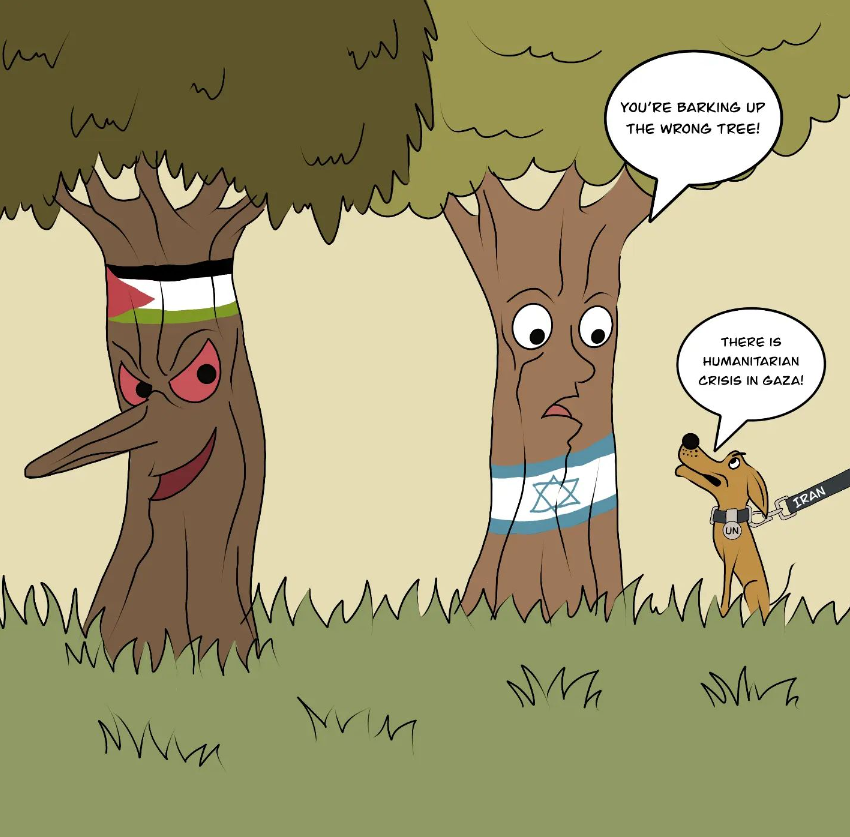 YOU'RE BARKING UP
THE WRONG TREE!
THERE IS
HUMANITARIAN
CRISIS IN GAZA!
IRAN
UN